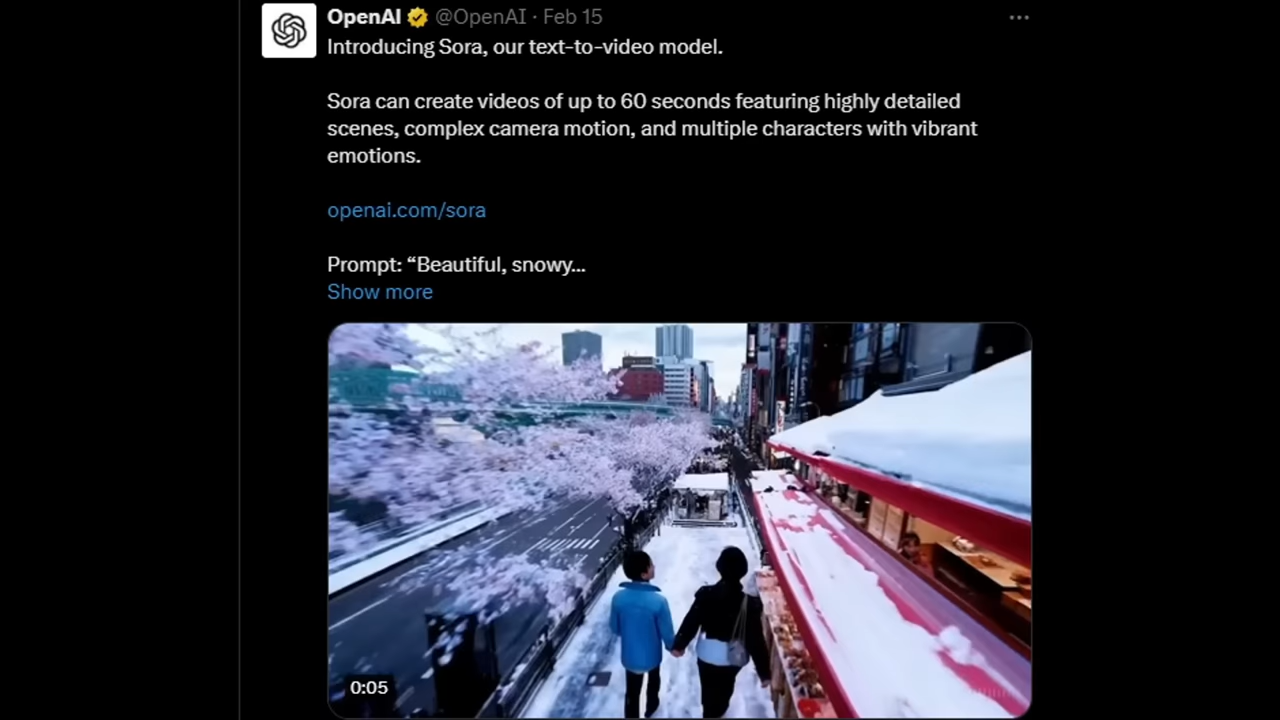 OpenAI @OpenAI · Feb 15
Introducing Sora, our text-to-video model.
Sora can create videos of up to 60 seconds featuring highly detailed
scenes, complex camera motion, and multiple characters with vibrant
emotions.
openai.com/sora
Prompt: “Beautiful, snowy...
Show more
0:05